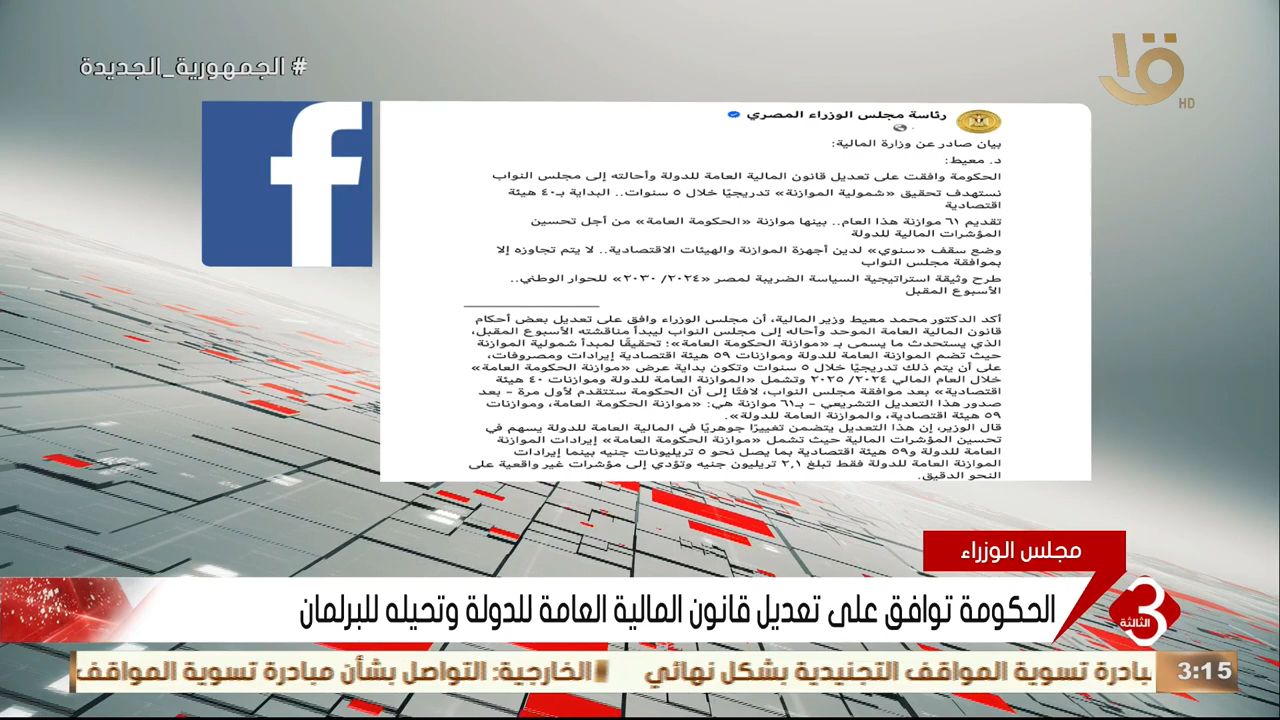 # الجمهورية_الجديدة
HD
رئاسة مجلس الوزراء المصري
بيان صادر عن وزارة المالية:
د. معيط:
الحكومة وافقت على تعديل قانون المالية العامة للدولة وأحالته إلى مجلس النواب
نستهدف تحقيق «شمولية الموازنة» تدريجيًا خلال ٥ سنوات.. البداية بـ٤٠ هيئة
اقتصادية
تقديم ٦١ موازنة هذا العام.. بينها موازنة «الحكومة العامة» من أجل تحسين
المؤشرات المالية للدولة
وضع سقف «سنوي» لدين أجهزة الموازنة والهيئات الاقتصادية.. لا يتم تجاوزه إلا
بموافقة مجلس النواب
طرح وثيقة استراتيجية السياسة الضريبة لمصر «٢٠٢٤/ ٢٠٣٠» للحوار الوطني..
الأسبوع المقبل
أكد الدكتور محمد معيط وزير المالية، أن مجلس الوزراء وافق على تعديل بعض أحكام
قانون المالية العامة الموحد وأحاله إلى مجلس النواب ليبدأ مناقشته الأسبوع المقبل،
الذي يستحدث ما يسمى بـ «موازنة الحكومة العامة»؛ تحقيقًا لمبدأ شمولية الموازنة
حيث تضم الموازنة العامة للدولة وموازنات ٥٩ هيئة اقتصادية إيرادات ومصروفات،
على أن يتم ذلك تدريجيًا خلال ٥ سنوات وتكون بداية عرض «موازنة الحكومة العامة»
خلال العام المالي ٢٠٢٤/ ٢٠٢٥ وتشمل «الموازنة العامة للدولة وموازنات ٤٠ هيئة
اقتصادية» بعد موافقة مجلس النواب، لافتًا إلى أن الحكومة ستتقدم لأول مرة – بعد
صدور هذا التعديل التشريعي – بـ٦١ موازنة هي: «موازنة الحكومة العامة، وموازنات
٥٩ هيئة اقتصادية، والموازنة العامة للدولة».
قال الوزير، إن هذا التعديل يتضمن تغييرًا جوهريًا في المالية العامة للدولة يسهم في
تحسين المؤشرات المالية حيث تشمل «موازنة الحكومة العامة» إيرادات الموازنة
العامة للدولة و٥٩ هيئة اقتصادية بما يصل نحو ٥ تريليونات جنيه بينما إيرادات
الموازنة العامة للدولة فقط تبلغ ٢,١ تريليون جنيه وتؤدي إلى مؤشرات غير واقعية على
النحو الدقيق.
مجلس الوزراء
الحكومة توافق على تعديل قانون المالية العامة للدولة وتحيله للبرلمان
3 الثالثة
مبادرة تسوية المواقف التجنيدية بشكل نهائي الخارجية: التواصل بشأن مبادرة تسوية المواقف
3:15